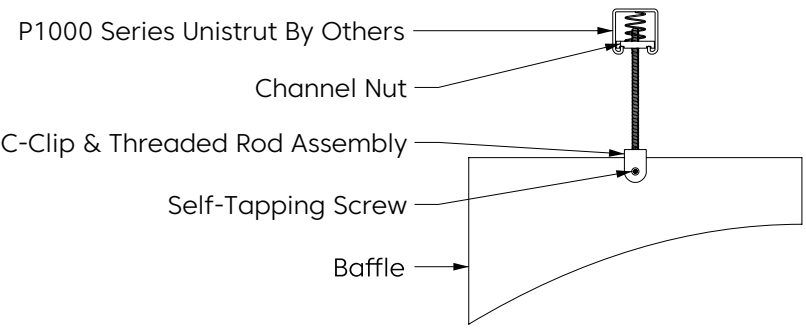 P1000 Series Unistrut By Others
Channel Nut
C-Clip & Threaded Rod Assembly
Self-Tapping Screw
Baffle